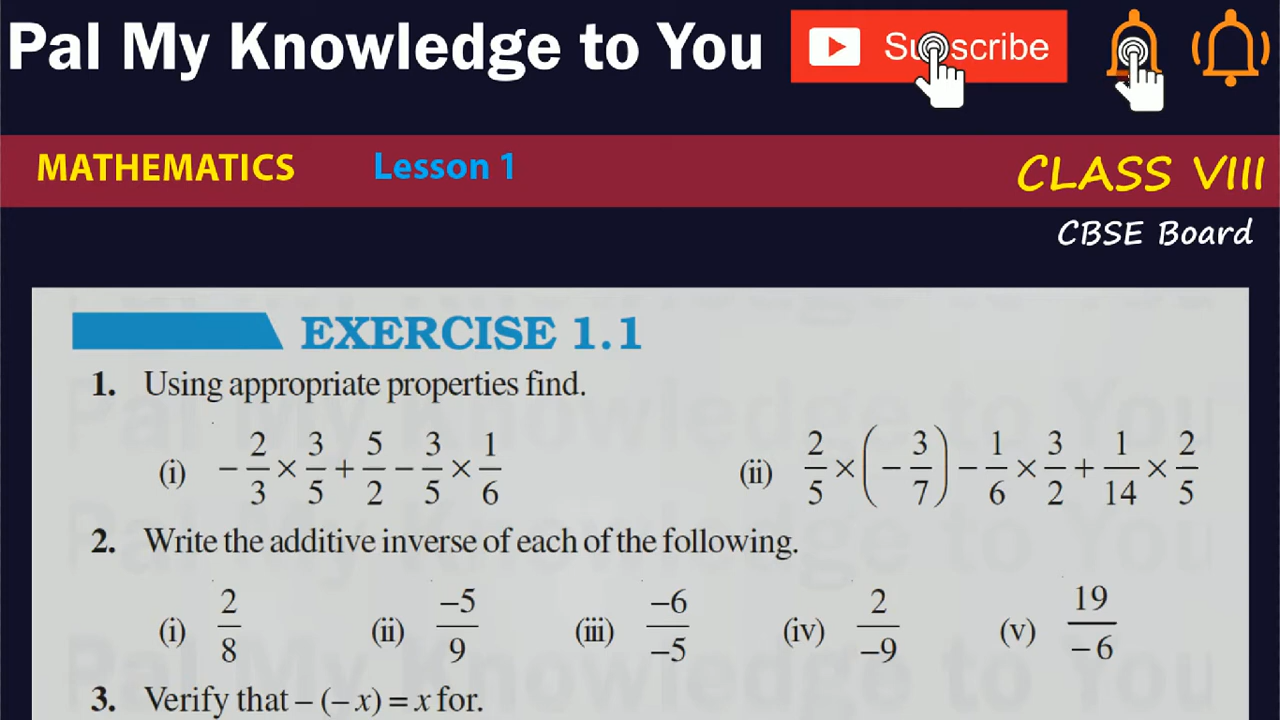 Pal My Knowledge to You Subscribe
MATHEMATICS Lesson 1 CLASS VIII
CBSE Board
EXERCISE 1.1
1. Using appropriate properties find.
(i) −2/3 × 3/5 + 5/2 − 3/5 × 1/6 (ii) 2/5 × (−3/7) − 1/6 × 3/2 + 1/14 × 2/5
2. Write the additive inverse of each of the following.
(i) 2/8 (ii) −5/9 (iii) −6/−5 (iv) 2/−9 (v) 19/−6
3. Verify that – (– x) = x for.